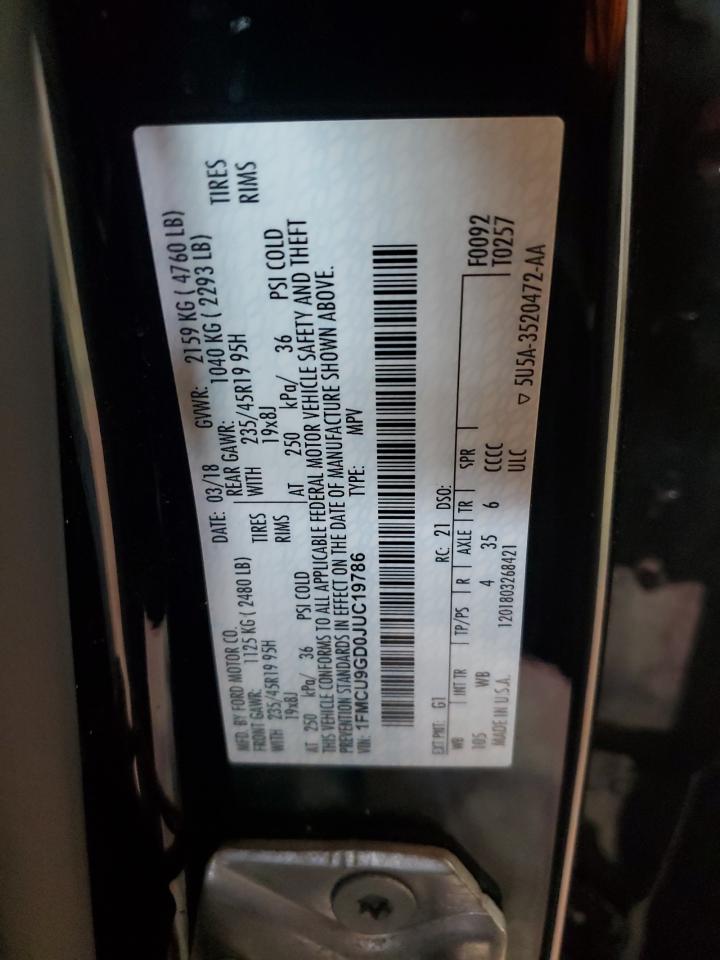 MFD. BY FORD MOTOR CO.
DATE: 03/18 GVWR: 2159 KG ( 4760 LB)
FRONT GAWR: 1125 KG ( 2480 LB) REAR GAWR: 1040 KG ( 2293 LB)
WITH 235/45R19 95H TIRES WITH 235/45R19 95H TIRES
19x8J RIMS 19x8J RIMS
AT 250 kPa/ 36 PSI COLD AT 250 kPa/ 36 PSI COLD
THIS VEHICLE CONFORMS TO ALL APPLICABLE FEDERAL MOTOR VEHICLE SAFETY AND THEFT
PREVENTION STANDARDS IN EFFECT ON THE DATE OF MANUFACTURE SHOWN ABOVE.
VIN: 1FMCU9GD0JUC19786 TYPE: MPV
EXT PNT: G1 RC: 21 DSO: F0092
WB INT TR TP/PS R AXLE TR SPR T0257
105 WB 4 35 6 CCCC
MADE IN U.S.A. 1201803268421 ULC ▽ 5U5A-3520472-AA